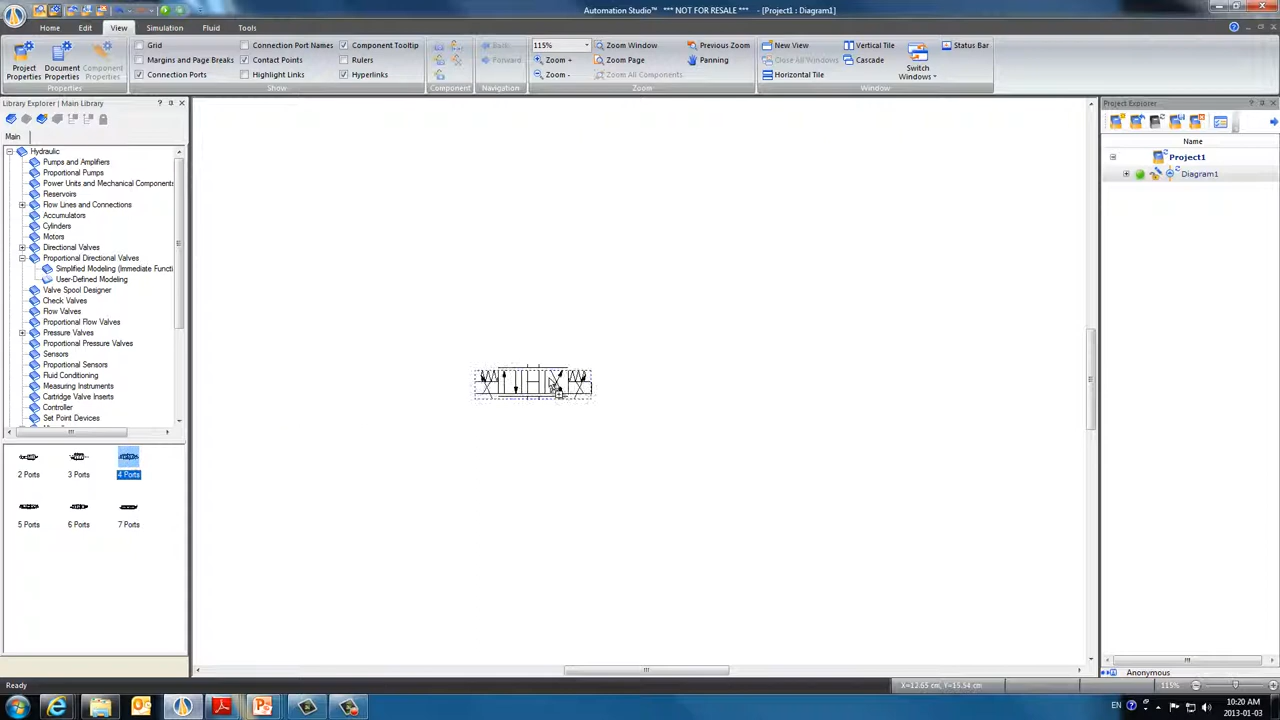 Automation Studio™   *** NOT FOR RESALE ***   - [Project1 : Diagram1]
Home Edit View Simulation Fluid Tools
Project Properties
Document Properties
Component Properties
Properties
Grid
Margins and Page Breaks
Connection Ports
Connection Port Names
Contact Points
Highlight Links
Component Tooltip
Rulers
Hyperlinks
Show
Component
Back
Forward
Navigation
115%
Zoom +
Zoom -
Zoom Window
Zoom Page
Zoom All Components
Previous Zoom
Panning
Zoom
New View
Close All Windows
Horizontal Tile
Vertical Tile
Cascade
Switch Windows
Status Bar
Window
Library Explorer | Main Library
Main
Hydraulic
Pumps and Amplifiers
Proportional Pumps
Power Units and Mechanical Components
Reservoirs
Flow Lines and Connections
Accumulators
Cylinders
Motors
Directional Valves
Proportional Directional Valves
Simplified Modeling (Immediate Functi
User-Defined Modeling
Valve Spool Designer
Check Valves
Flow Valves
Proportional Flow Valves
Pressure Valves
Proportional Pressure Valves
Sensors
Proportional Sensors
Fluid Conditioning
Measuring Instruments
Cartridge Valve Inserts
Controller
Set Point Devices
2 Ports 3 Ports 4 Ports
5 Ports 6 Ports 7 Ports
Project Explorer
Name
Project1
Diagram1
Anonymous
Ready
X=12.65 cm, Y=15.54 cm
115%
EN
10:20 AM
2013-01-03